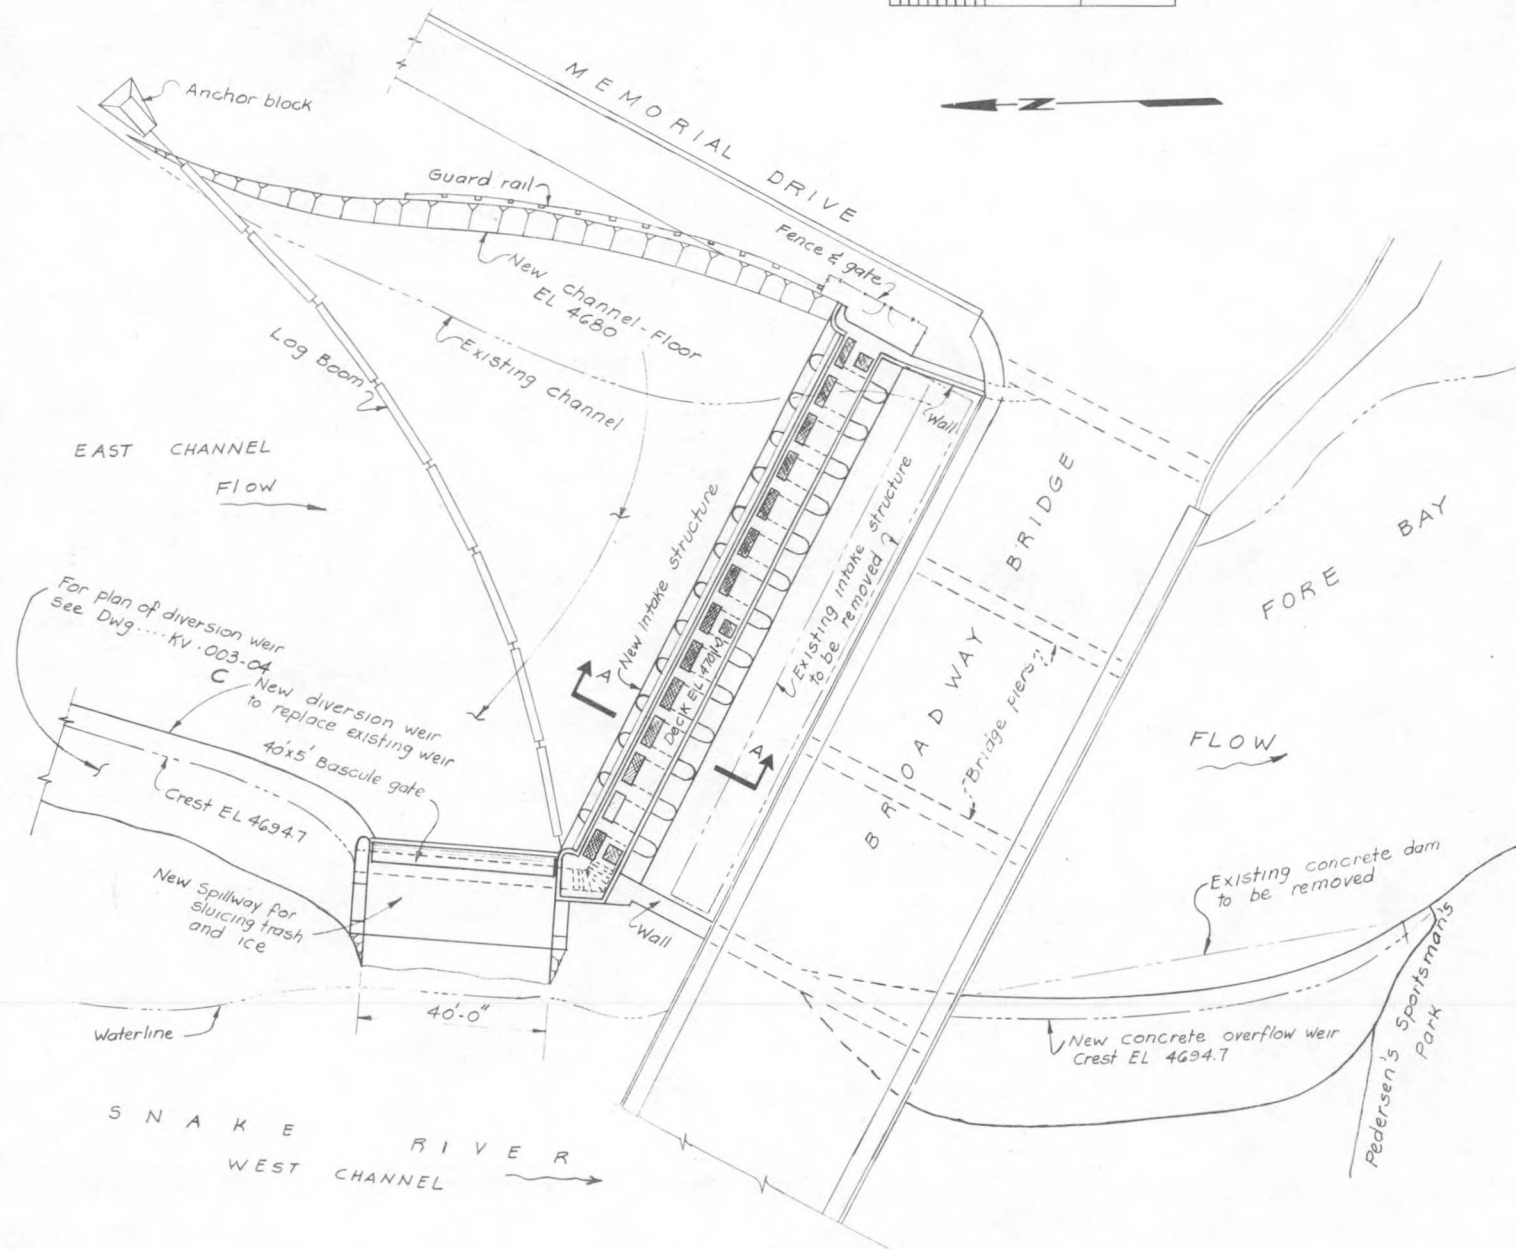 Anchor block
MEMORIAL DRIVE
N
Guard rail
Fence & gate
New channel-Floor
EL 4680
Log Boom
Existing channel
Wall
EAST CHANNEL
FLOW
New Intake structure
Existing intake structure
to be removed
BROADWAY BRIDGE
FORE BAY
For plan of diversion weir
See Dwg....KV.003-04
C
New diversion weir
to replace existing weir
40'x5' Bascule gate
A
Deck EL 4701.0
A
"Bridge piers"
FLOW
Crest EL 4694.7
New Spillway for
sluicing trash
and ice
Wall
Existing concrete dam
to be removed
40'-0"
Waterline
New concrete overflow weir
Crest EL 4694.7
Pedersen's Sportsman's
Park
SNAKE RIVER
WEST CHANNEL